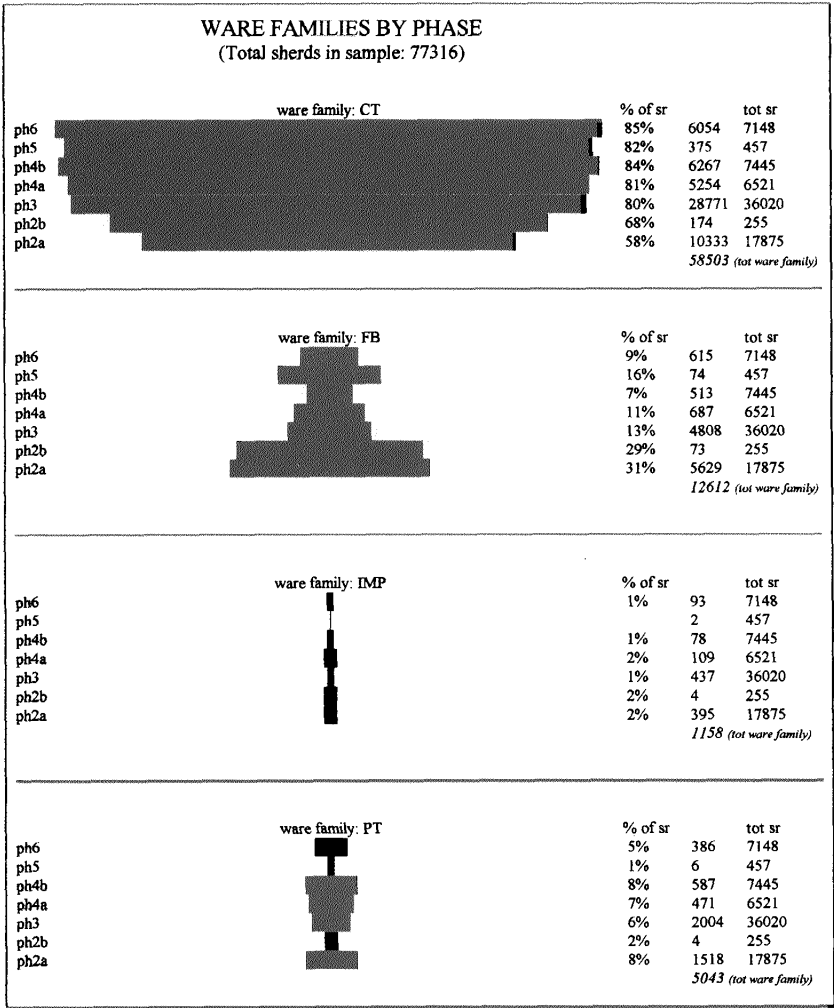 WARE FAMILIES BY PHASE
(Total sherds in sample: 77316)
ware family: CT % of sr tot sr
ph6 85% 6054 7148
ph5 82% 375 457
ph4b 84% 6267 7445
ph4a 81% 5254 6521
ph3 80% 28771 36020
ph2b 68% 174 255
ph2a 58% 10333 17875
58503 (tot ware family)
ware family: FB % of sr tot sr
ph6 9% 615 7148
ph5 16% 74 457
ph4b 7% 513 7445
ph4a 11% 687 6521
ph3 13% 4808 36020
ph2b 29% 73 255
ph2a 31% 5629 17875
12612 (tot ware family)
ware family: IMP % of sr tot sr
ph6 1% 93 7148
ph5 2 457
ph4b 1% 78 7445
ph4a 2% 109 6521
ph3 1% 437 36020
ph2b 2% 4 255
ph2a 2% 395 17875
1158 (tot ware family)
ware family: PT % of sr tot sr
ph6 5% 386 7148
ph5 1% 6 457
ph4b 8% 587 7445
ph4a 7% 471 6521
ph3 6% 2004 36020
ph2b 2% 4 255
ph2a 8% 1518 17875
5043 (tot ware family)